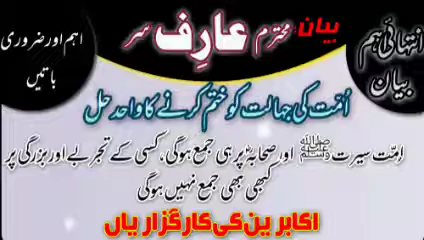 انتہائی اہم
بیان
بیان: محترم عارف سر
اہم اور ضروری
باتیں
اُمّت کی جہالت کو ختم کرنے کا واحد حل
اُمّت سیرت ﷺ اور صحابہؓ پر ہی جمع ہوگی، کسی کے تجربے اور بزرگی پر
کبھی بھی جمع نہیں ہوگی
اکابرین کی کارگزاریاں